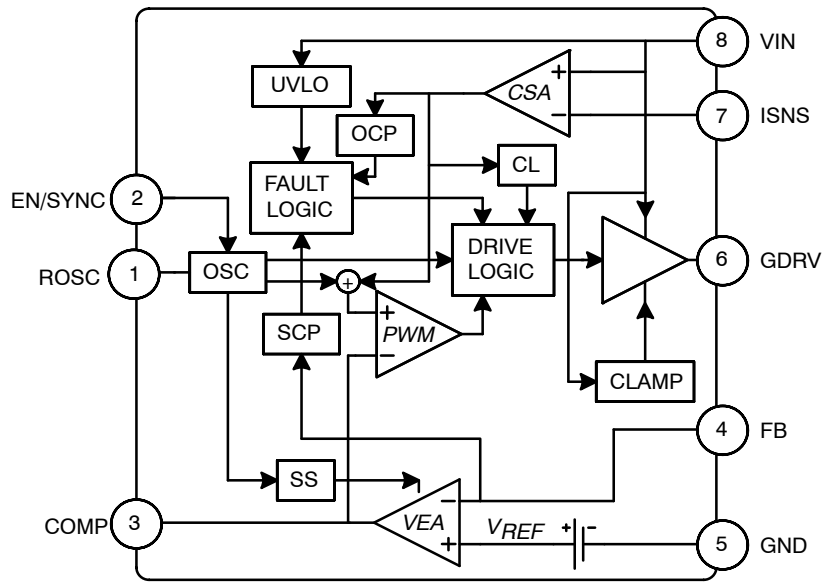 8 VIN
UVLO
+
CSA
−
7 ISNS
OCP
CL
EN/SYNC 2
FAULT
LOGIC
DRIVE
LOGIC
6 GDRV
ROSC 1
OSC
+
SCP
+
PWM
−
CLAMP
4 FB
SS
−
VEA
+
VREF
+ −
COMP 3
5 GND